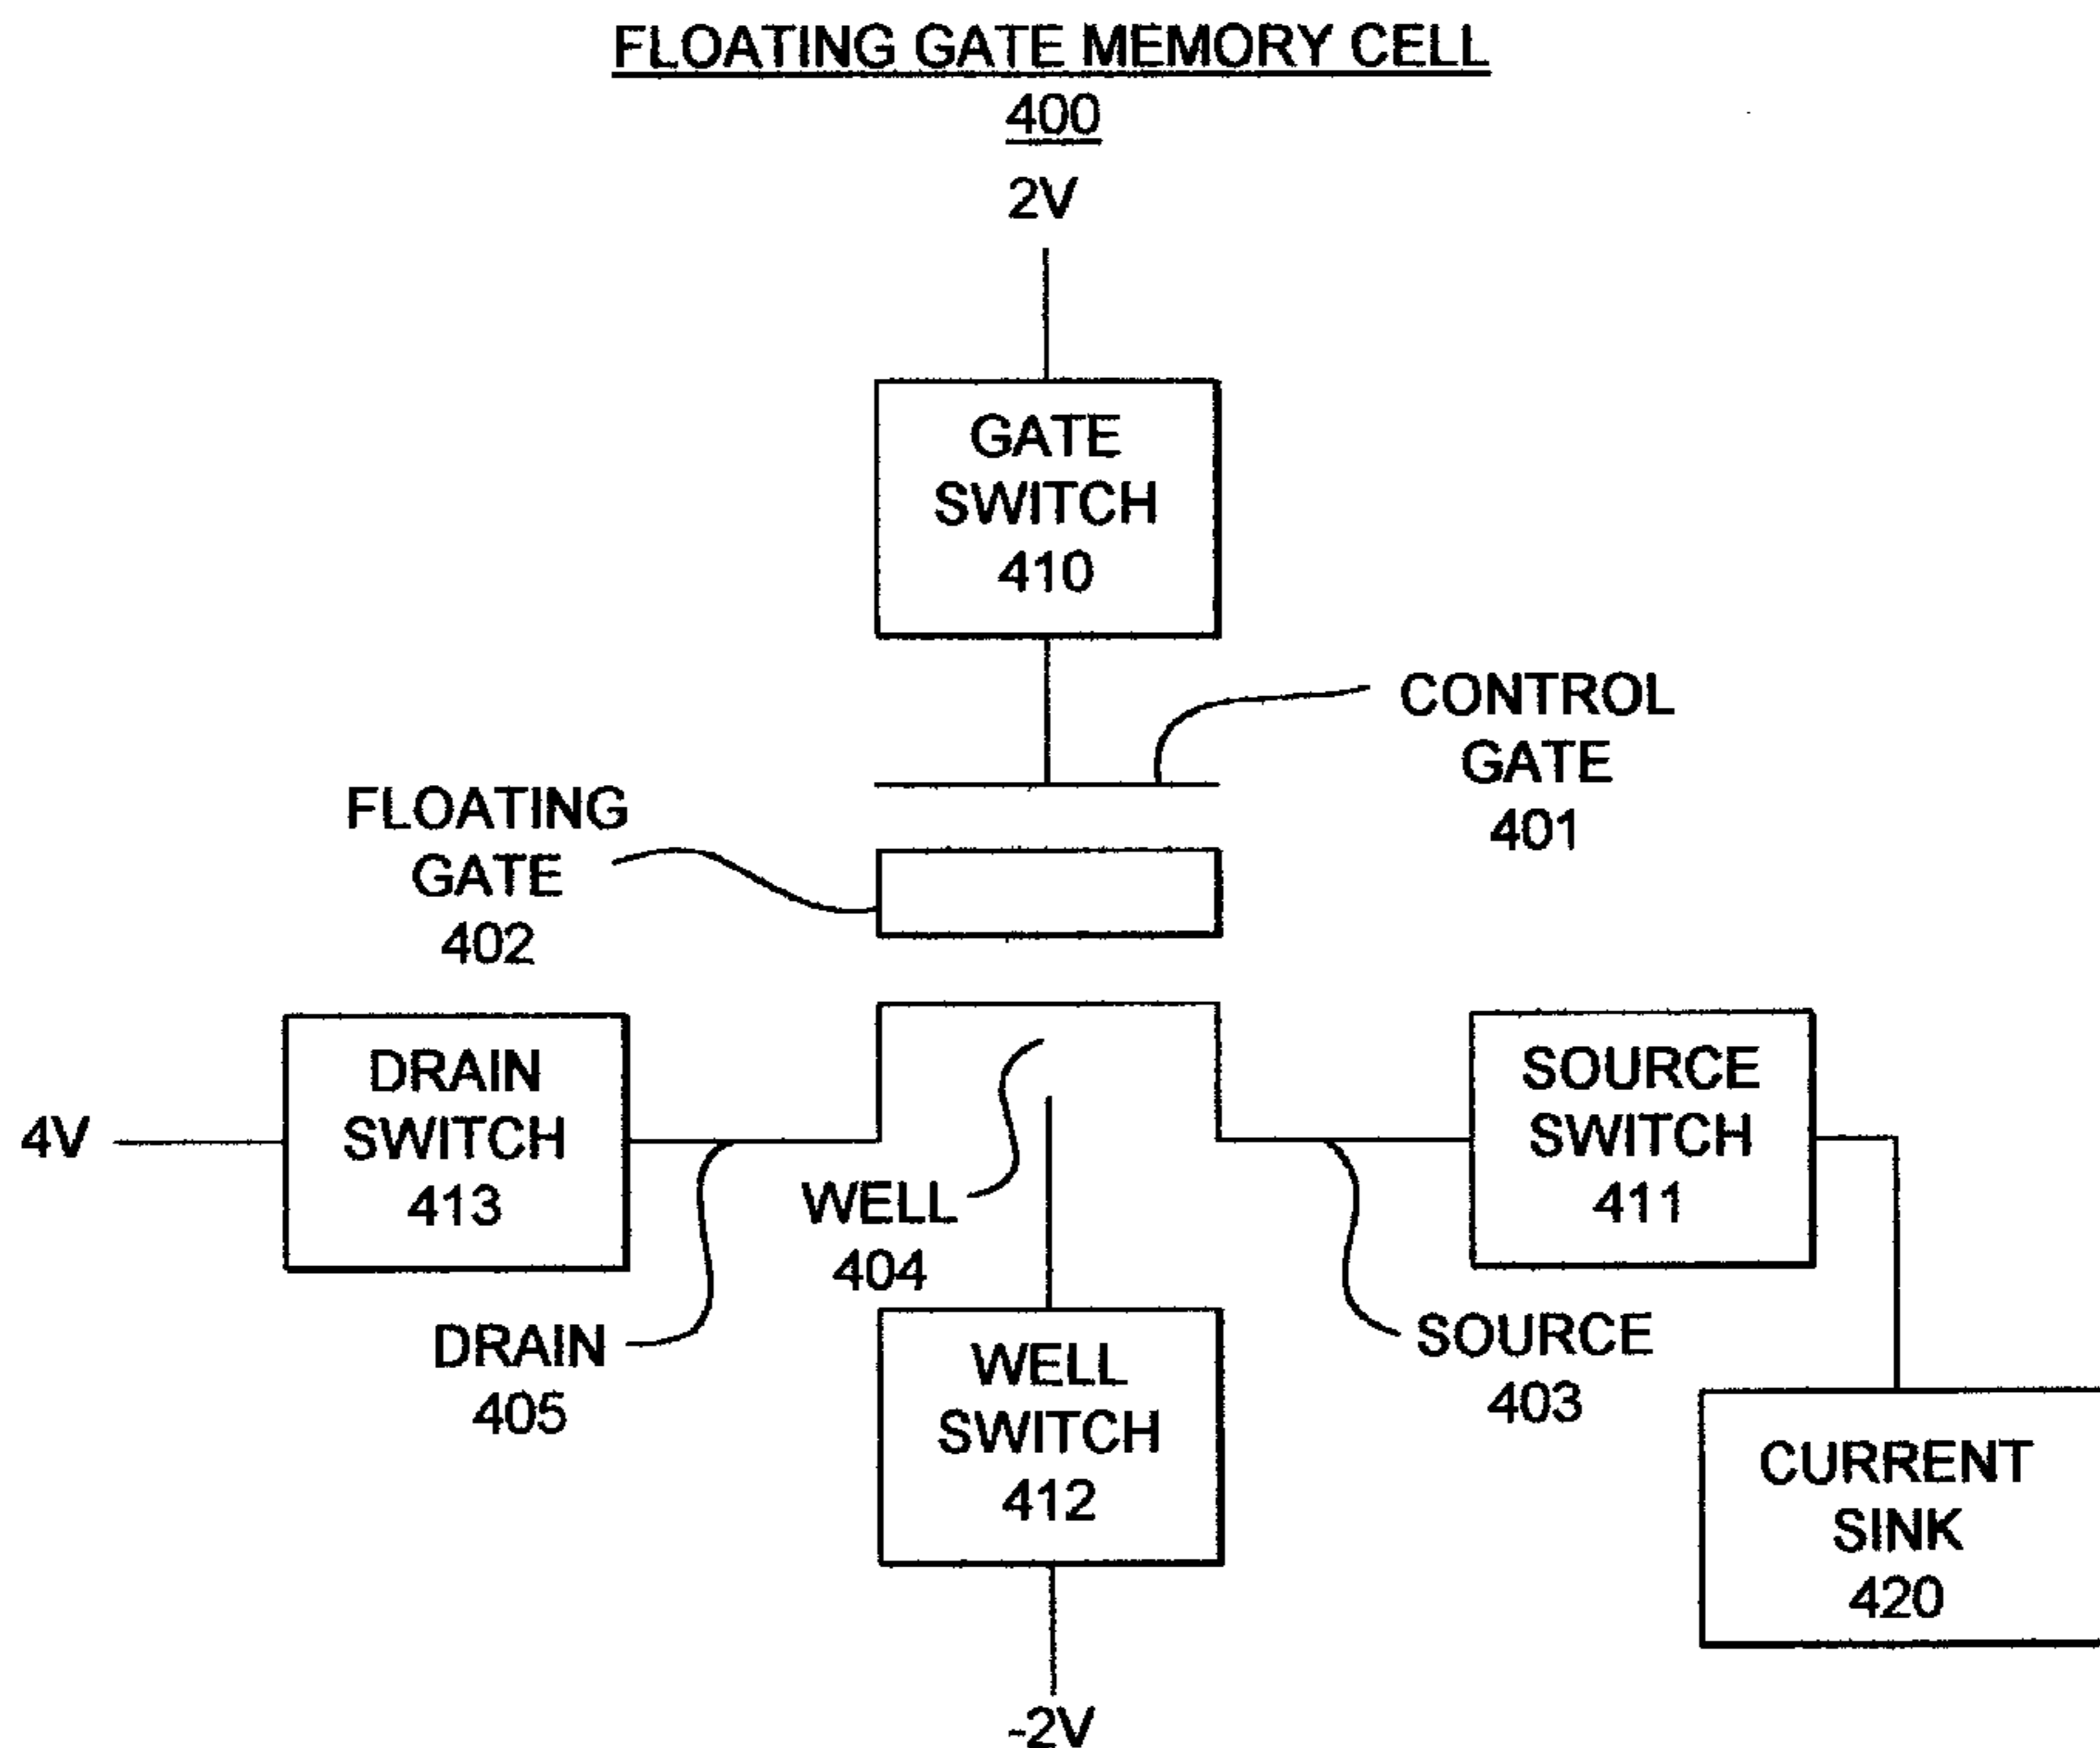 FLOATING GATE MEMORY CELL
400
2V
GATE
SWITCH
410
CONTROL
GATE
401
FLOATING
GATE
402
4V
DRAIN
SWITCH
413
WELL
404
SOURCE
SWITCH
411
DRAIN
405
WELL
SWITCH
412
SOURCE
403
CURRENT
SINK
420
-2V